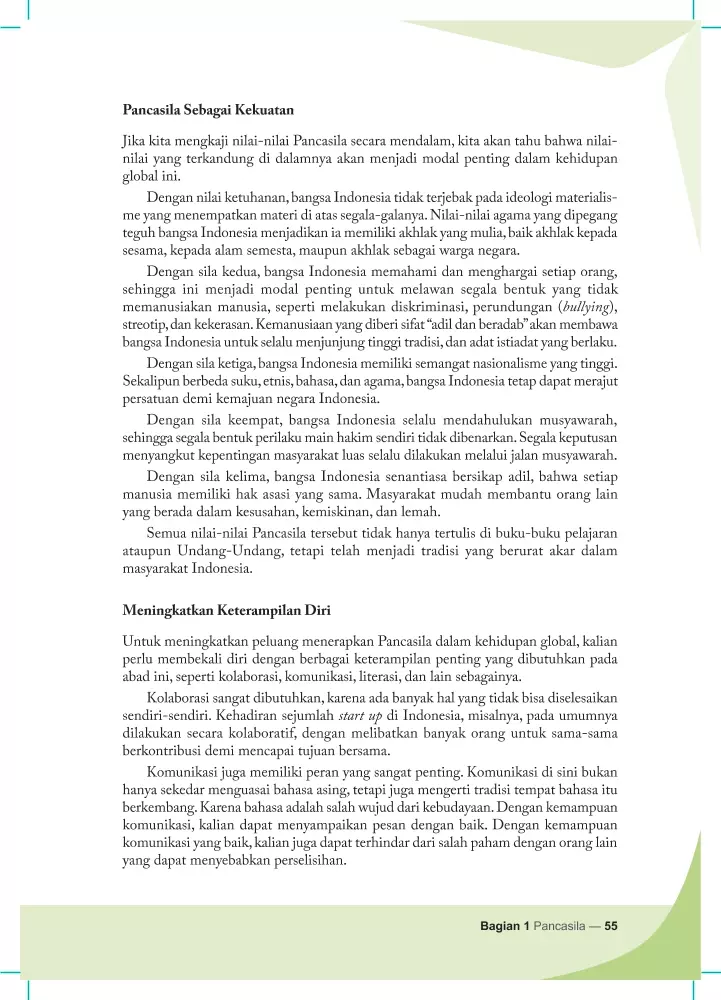 Pancasila Sebagai Kekuatan
Jika kita mengkaji nilai-nilai Pancasila secara mendalam, kita akan tahu bahwa nilai-
nilai yang terkandung di dalamnya akan menjadi modal penting dalam kehidupan
global ini.
Dengan nilai ketuhanan, bangsa Indonesia tidak terjebak pada ideologi materialis-
me yang menempatkan materi di atas segala-galanya. Nilai-nilai agama yang dipegang
teguh bangsa Indonesia menjadikan ia memiliki akhlak yang mulia, baik akhlak kepada
sesama, kepada alam semesta, maupun akhlak sebagai warga negara.
Dengan sila kedua, bangsa Indonesia memahami dan menghargai setiap orang,
sehingga ini menjadi modal penting untuk melawan segala bentuk yang tidak
memanusiakan manusia, seperti melakukan diskriminasi, perundungan (bullying),
streotip, dan kekerasan. Kemanusiaan yang diberi sifat “adil dan beradab” akan membawa
bangsa Indonesia untuk selalu menjunjung tinggi tradisi, dan adat istiadat yang berlaku.
Dengan sila ketiga, bangsa Indonesia memiliki semangat nasionalisme yang tinggi.
Sekalipun berbeda suku, etnis, bahasa, dan agama, bangsa Indonesia tetap dapat merajut
persatuan demi kemajuan negara Indonesia.
Dengan sila keempat, bangsa Indonesia selalu mendahulukan musyawarah,
sehingga segala bentuk perilaku main hakim sendiri tidak dibenarkan. Segala keputusan
menyangkut kepentingan masyarakat luas selalu dilakukan melalui jalan musyawarah.
Dengan sila kelima, bangsa Indonesia senantiasa bersikap adil, bahwa setiap
manusia memiliki hak asasi yang sama. Masyarakat mudah membantu orang lain
yang berada dalam kesusahan, kemiskinan, dan lemah.
Semua nilai-nilai Pancasila tersebut tidak hanya tertulis di buku-buku pelajaran
ataupun Undang-Undang, tetapi telah menjadi tradisi yang berurat akar dalam
masyarakat Indonesia.
Meningkatkan Keterampilan Diri
Untuk meningkatkan peluang menerapkan Pancasila dalam kehidupan global, kalian
perlu membekali diri dengan berbagai keterampilan penting yang dibutuhkan pada
abad ini, seperti kolaborasi, komunikasi, literasi, dan lain sebagainya.
Kolaborasi sangat dibutuhkan, karena ada banyak hal yang tidak bisa diselesaikan
sendiri-sendiri. Kehadiran sejumlah start up di Indonesia, misalnya, pada umumnya
dilakukan secara kolaboratif, dengan melibatkan banyak orang untuk sama-sama
berkontribusi demi mencapai tujuan bersama.
Komunikasi juga memiliki peran yang sangat penting. Komunikasi di sini bukan
hanya sekedar menguasai bahasa asing, tetapi juga mengerti tradisi tempat bahasa itu
berkembang. Karena bahasa adalah salah wujud dari kebudayaan. Dengan kemampuan
komunikasi, kalian dapat menyampaikan pesan dengan baik. Dengan kemampuan
komunikasi yang baik, kalian juga dapat terhindar dari salah paham dengan orang lain
yang dapat menyebabkan perselisihan.
Bagian 1 Pancasila — 55